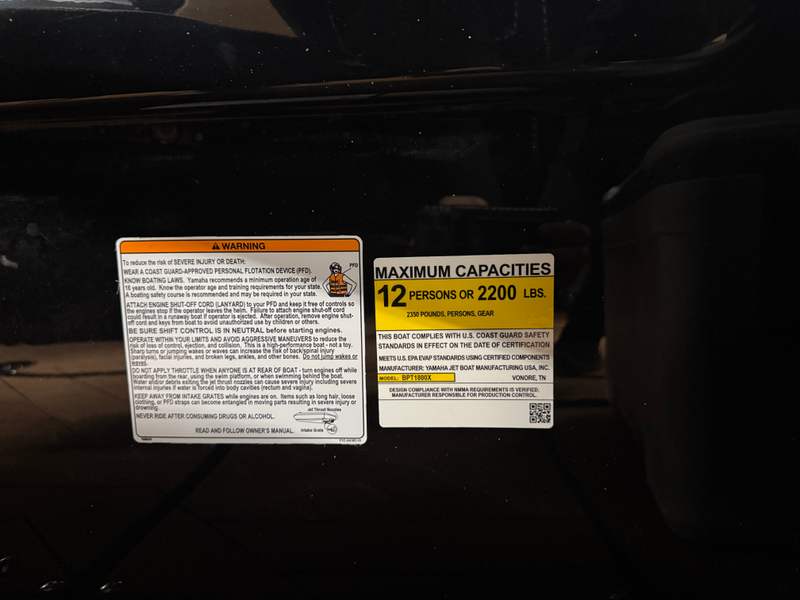 WARNING
To reduce the risk of SEVERE INJURY OR DEATH:
WEAR A COAST GUARD-APPROVED PERSONAL FLOTATION DEVICE (PFD).
PFD
KNOW BOATING LAWS. Yamaha recommends a minimum operation age of
16 years old. Know the operator age and training requirements for your state.
A boating safety course is recommended and may be required in your state.
ATTACH ENGINE SHUT-OFF CORD (LANYARD) to your PFD and keep it free of controls so
the engines stop if the operator leaves the helm. Failure to attach engine shut-off cord
could result in a runaway boat if operator is ejected. After operation, remove engine shut-
off cord and keys from boat to avoid unauthorized use by children or others.
BE SURE SHIFT CONTROL IS IN NEUTRAL before starting engines.
OPERATE WITHIN YOUR LIMITS AND AVOID AGGRESSIVE MANEUVERS to reduce the
risk of loss of control, ejection, and collision. This is a high-performance boat - not a toy.
Sharp turns or jumping wakes or waves can increase the risk of back/spinal injury
(paralysis), facial injuries, and broken legs, ankles, and other bones. Do not jump wakes or
waves.
DO NOT APPLY THROTTLE WHEN ANYONE IS AT REAR OF BOAT - turn engines off while
boarding from the rear, using the swim platform, or when swimming behind the boat.
Water and/or debris exiting the jet thrust nozzles can cause severe injury including severe
internal injuries if water is forced into body cavities (rectum and vagina).
KEEP AWAY FROM INTAKE GRATES while engines are on. Items such as long hair, loose
clothing, or PFD straps can become entangled in moving parts resulting in severe injury or
drowning.
Jet Thrust Nozzles
NEVER RIDE AFTER CONSUMING DRUGS OR ALCOHOL.
Intake Grate
READ AND FOLLOW OWNER'S MANUAL.
MAXIMUM CAPACITIES
12 PERSONS OR 2200 LBS.
2350 POUNDS, PERSONS, GEAR
THIS BOAT COMPLIES WITH U.S. COAST GUARD SAFETY
STANDARDS IN EFFECT ON THE DATE OF CERTIFICATION
MEETS U.S. EPA EVAP STANDARDS USING CERTIFIED COMPONENTS
MANUFACTURER: YAMAHA JET BOAT MANUFACTURING USA, INC.
MODEL: BPT1800X VONORE, TN
DESIGN COMPLIANCE WITH NMMA REQUIREMENTS IS VERIFIED.
MANUFACTURER RESPONSIBLE FOR PRODUCTION CONTROL.